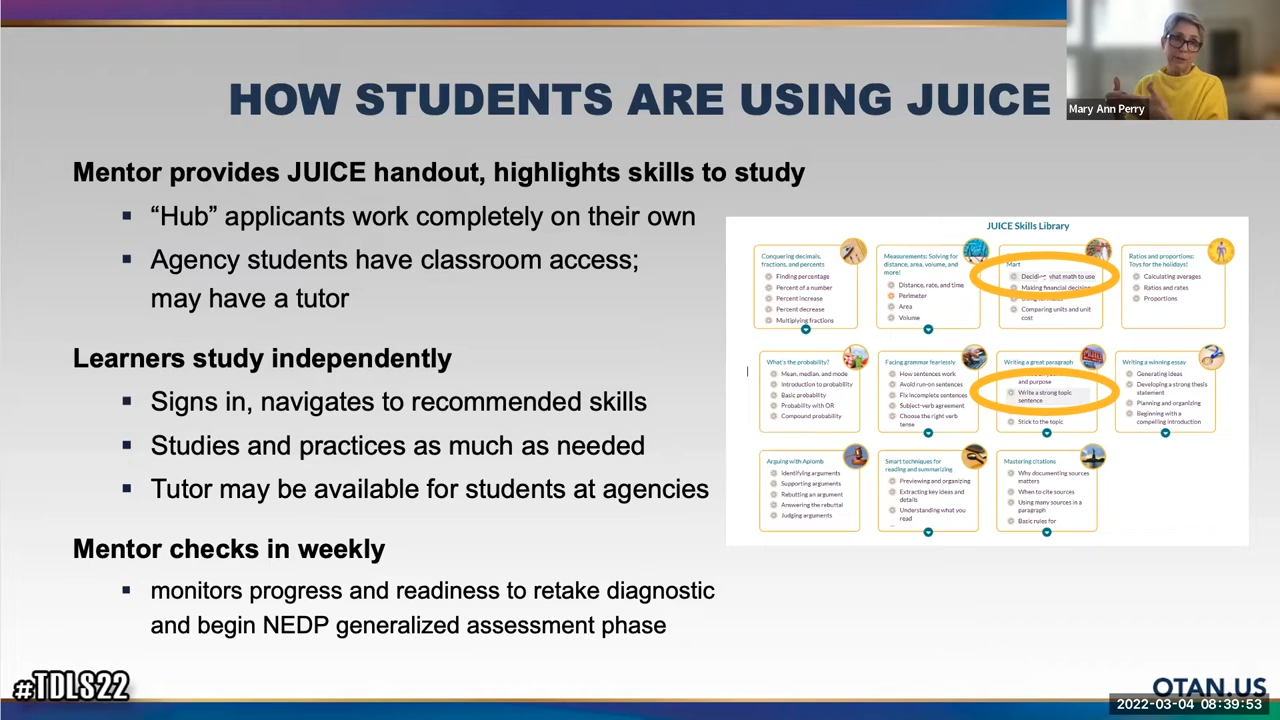 HOW STUDENTS ARE USING JUICE
Mary Ann Perry
Mentor provides JUICE handout, highlights skills to study
▪ “Hub” applicants work completely on their own
▪ Agency students have classroom access;
may have a tutor
Learners study independently
▪ Signs in, navigates to recommended skills
▪ Studies and practices as much as needed
▪ Tutor may be available for students at agencies
Mentor checks in weekly
▪ monitors progress and readiness to retake diagnostic
and begin NEDP generalized assessment phase
JUICE Skills Library
Conquering decimals,
fractions, and percents
Finding percentage
Percent of a number
Percent increase
Percent decrease
Multiplying fractions
Measurements: Solving for
distance, area, volume, and
more!
Distance, rate, and time
Perimeter
Area
Volume
Mart
what math to use
Making financial
Comparing units and unit
cost
Ratios and proportions:
Toys for the holidays!
Calculating averages
Ratios and rates
Proportions
What's the probability?
Mean, median, and mode
Introduction to probability
Basic probability
Probability with OR
Compound probability
Facing grammar fearlessly
How sentences work
Avoid run-on sentences
Fix incomplete sentences
Subject-verb agreement
Choose the right verb
tense
Writing a great paragraph
and purpose
Write a strong topic
sentence
Stick to the topic
Writing a winning essay
Generating ideas
Developing a strong thesis
statement
Planning and organizing
Beginning with a
compelling introduction
Arguing with Aplomb
Identifying arguments
Supporting arguments
Rebutting an argument
Answering the rebuttal
Judging arguments
Smart techniques for
reading and summarizing
Previewing and organizing
Extracting key ideas and
details
Understanding what you
read
Mastering citations
Why documenting sources
matters
When to cite sources
Using many sources in a
paragraph
Basic rules for
#TDLS22
OTAN.US
2022-03-04 08:39:53